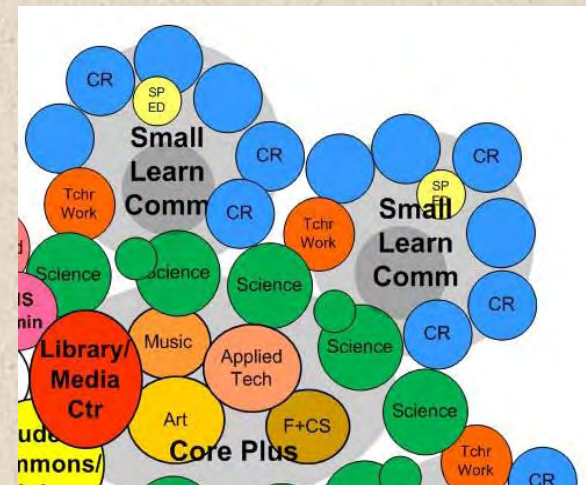 CR
SP
ED
Small
Learn
Comm
CR
CR
Tchr
Work
CR
SP
ED
Small
Learn
Comm
Tchr
Work
CR
CR
Science
Science
Science
Science
Science
Library/
Media
Ctr
Music
Applied
Tech
Art
F+CS
Core Plus
mmons/
Tchr
Work
CR